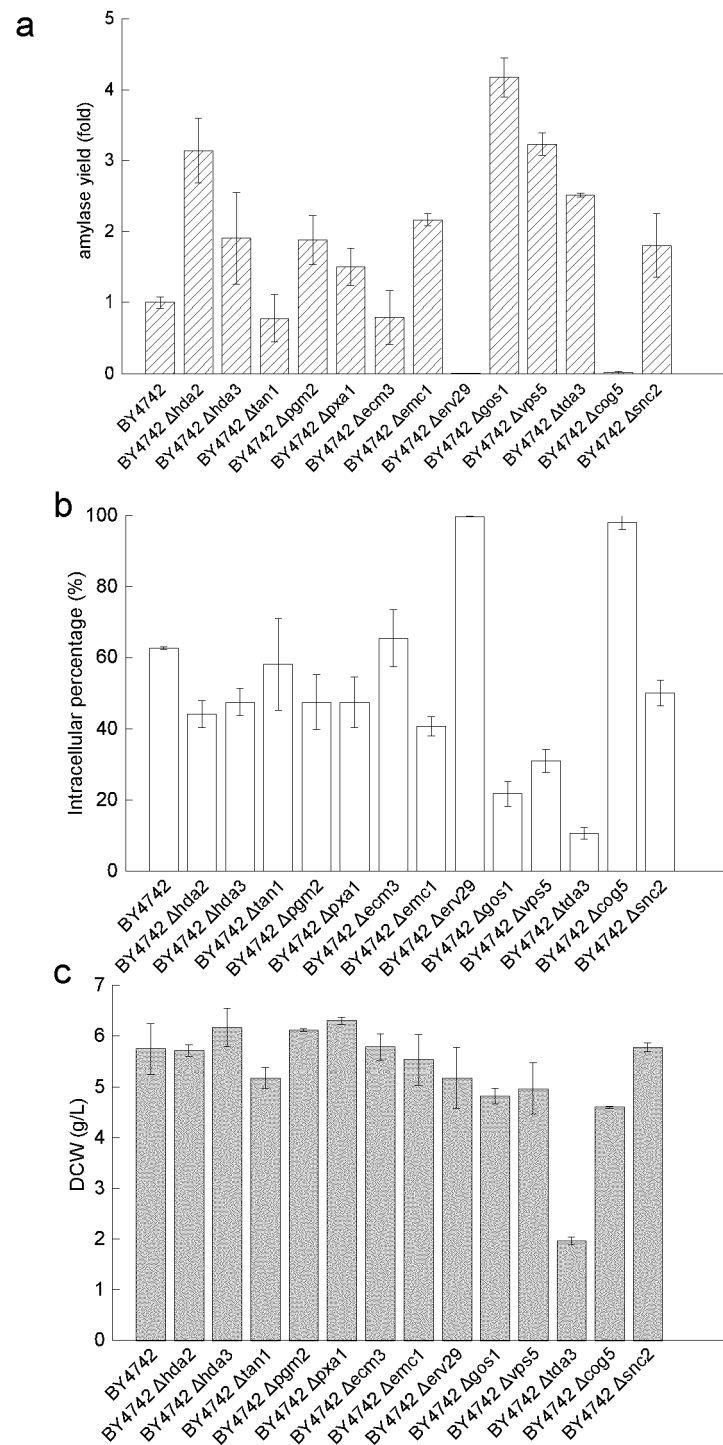 a
amylase yield (fold)
5
4
3
2
1
0
BY4742
BY4742 Δhda2
BY4742 Δhda3
BY4742 Δtan1
BY4742 Δpgm2
BY4742 Δpxa1
BY4742 Δecm3
BY4742 Δemc1
BY4742 Δerv29
BY4742 Δgos1
BY4742 Δvps5
BY4742 Δtda3
BY4742 Δcog5
BY4742 Δsnc2
b
Intracellular percentage (%)
100
80
60
40
20
0
BY4742
BY4742 Δhda2
BY4742 Δhda3
BY4742 Δtan1
BY4742 Δpgm2
BY4742 Δpxa1
BY4742 Δecm3
BY4742 Δemc1
BY4742 Δerv29
BY4742 Δgos1
BY4742 Δvps5
BY4742 Δtda3
BY4742 Δcog5
BY4742 Δsnc2
c
DCW (g/L)
7
6
5
4
3
2
1
0
BY4742
BY4742 Δhda2
BY4742 Δhda3
BY4742 Δtan1
BY4742 Δpgm2
BY4742 Δpxa1
BY4742 Δecm3
BY4742 Δemc1
BY4742 Δerv29
BY4742 Δgos1
BY4742 Δvps5
BY4742 Δtda3
BY4742 Δcog5
BY4742 Δsnc2